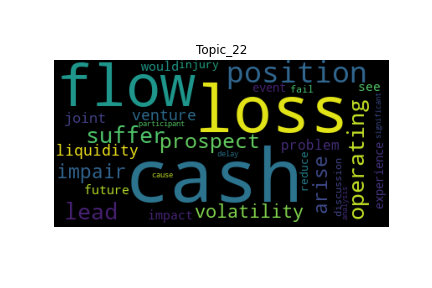 Topic_22
would injury
flow position
event fail see
loss
joint venture
participant
suffer prospect operating
significant
liquidity problem
delay
cash
impair cause arise experience
reduce discussion
future analysis
lead impact volatility